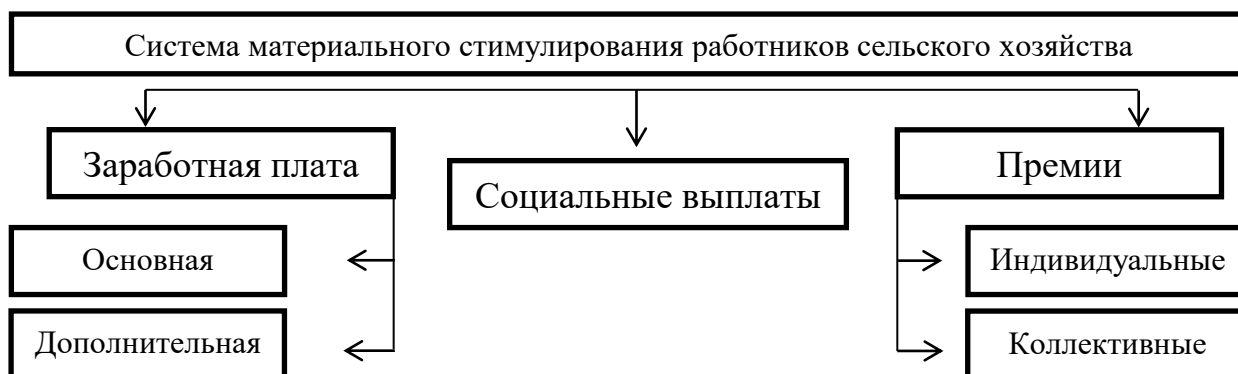 Система материального стимулирования работников сельского хозяйства
Заработная плата
Социальные выплаты
Премии
Основная
Индивидуальные
Дополнительная
Коллективные